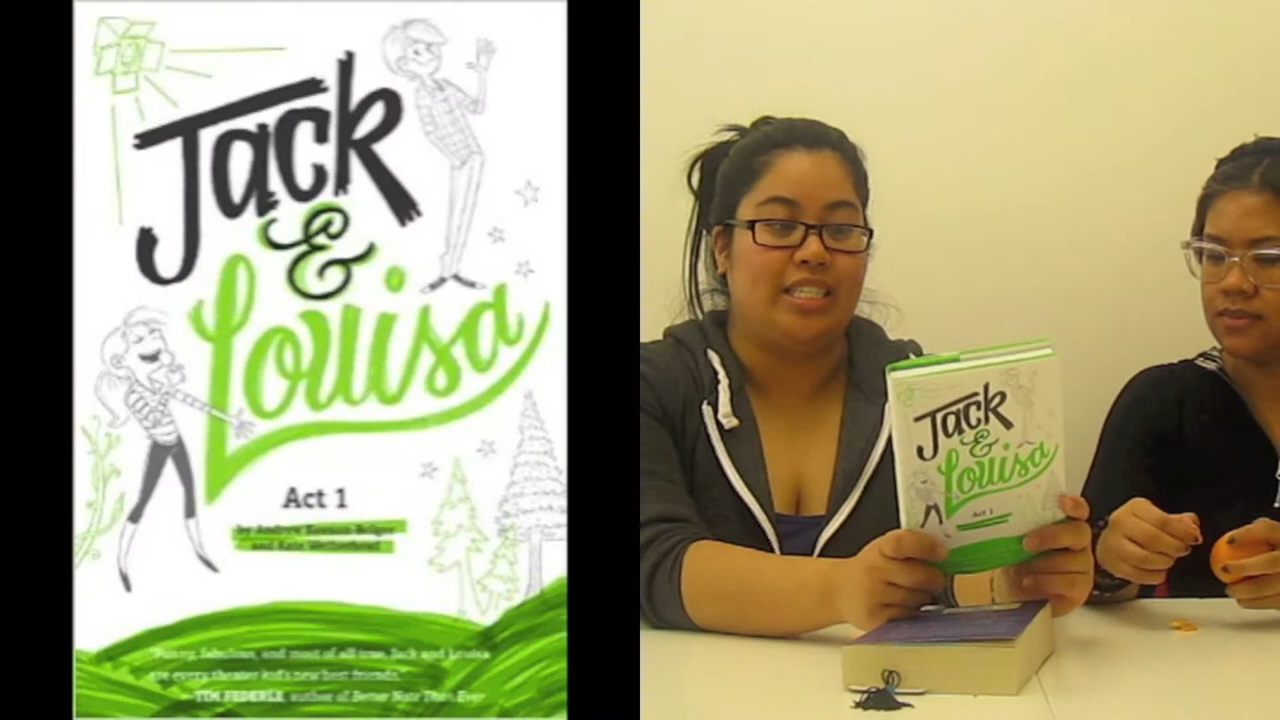 Jack
&
Louisa
Act 1
by Andrew Keenan-Bolger
and Kate Wetherhead
"Funny, fabulous, and most of all true, Jack and Louisa
are every theater kid's new best friends."
—TIM FEDERLE, author of Better Nate Than Ever
Jack
&
Louisa
Act 1